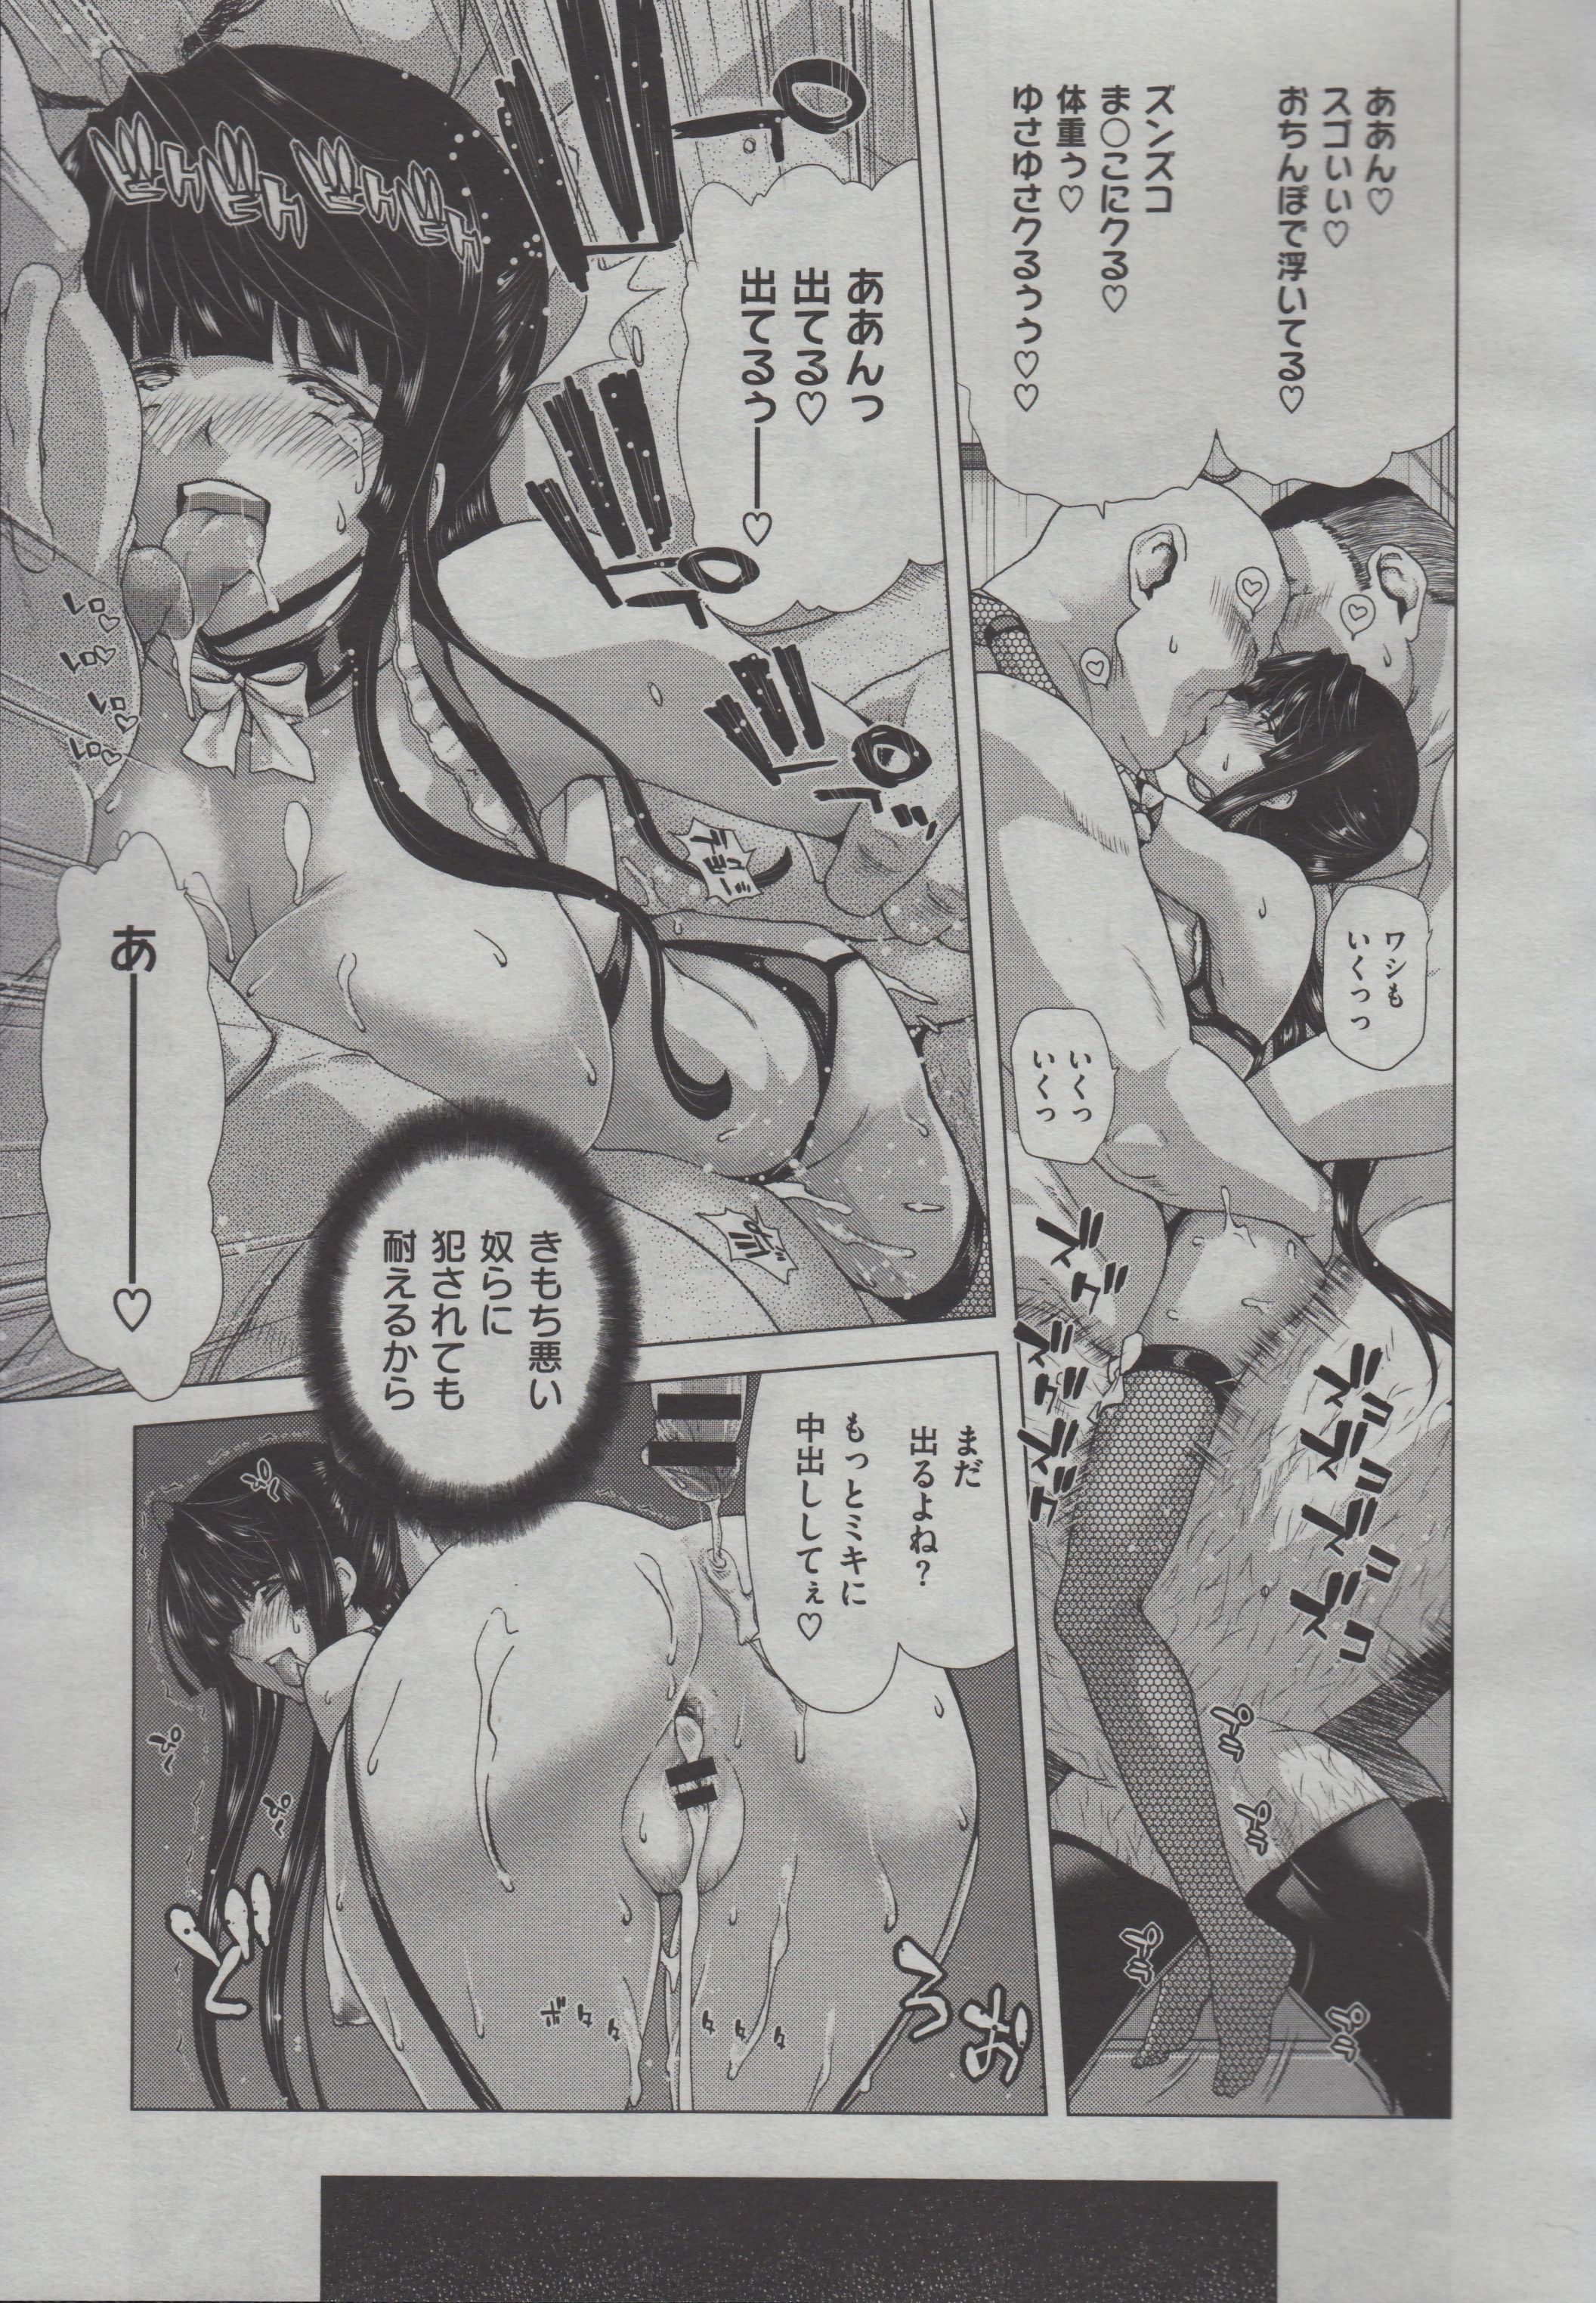 ああん♡
スゴいい♡
おちんぽで浮いてる♡
ズンズコ
ま○こにクる♡
体重ぅ♡
ゆさゆさクるぅぅ♡♡
ワシも
いくっっ
いくっ
いくっ
ああんっ
出てる♡
出てるぅ――♡
あ――♡
きもち悪い
奴らに
犯されても
耐えるから
まだ
出るよね?
もっとミキに
中出ししてぇ♡